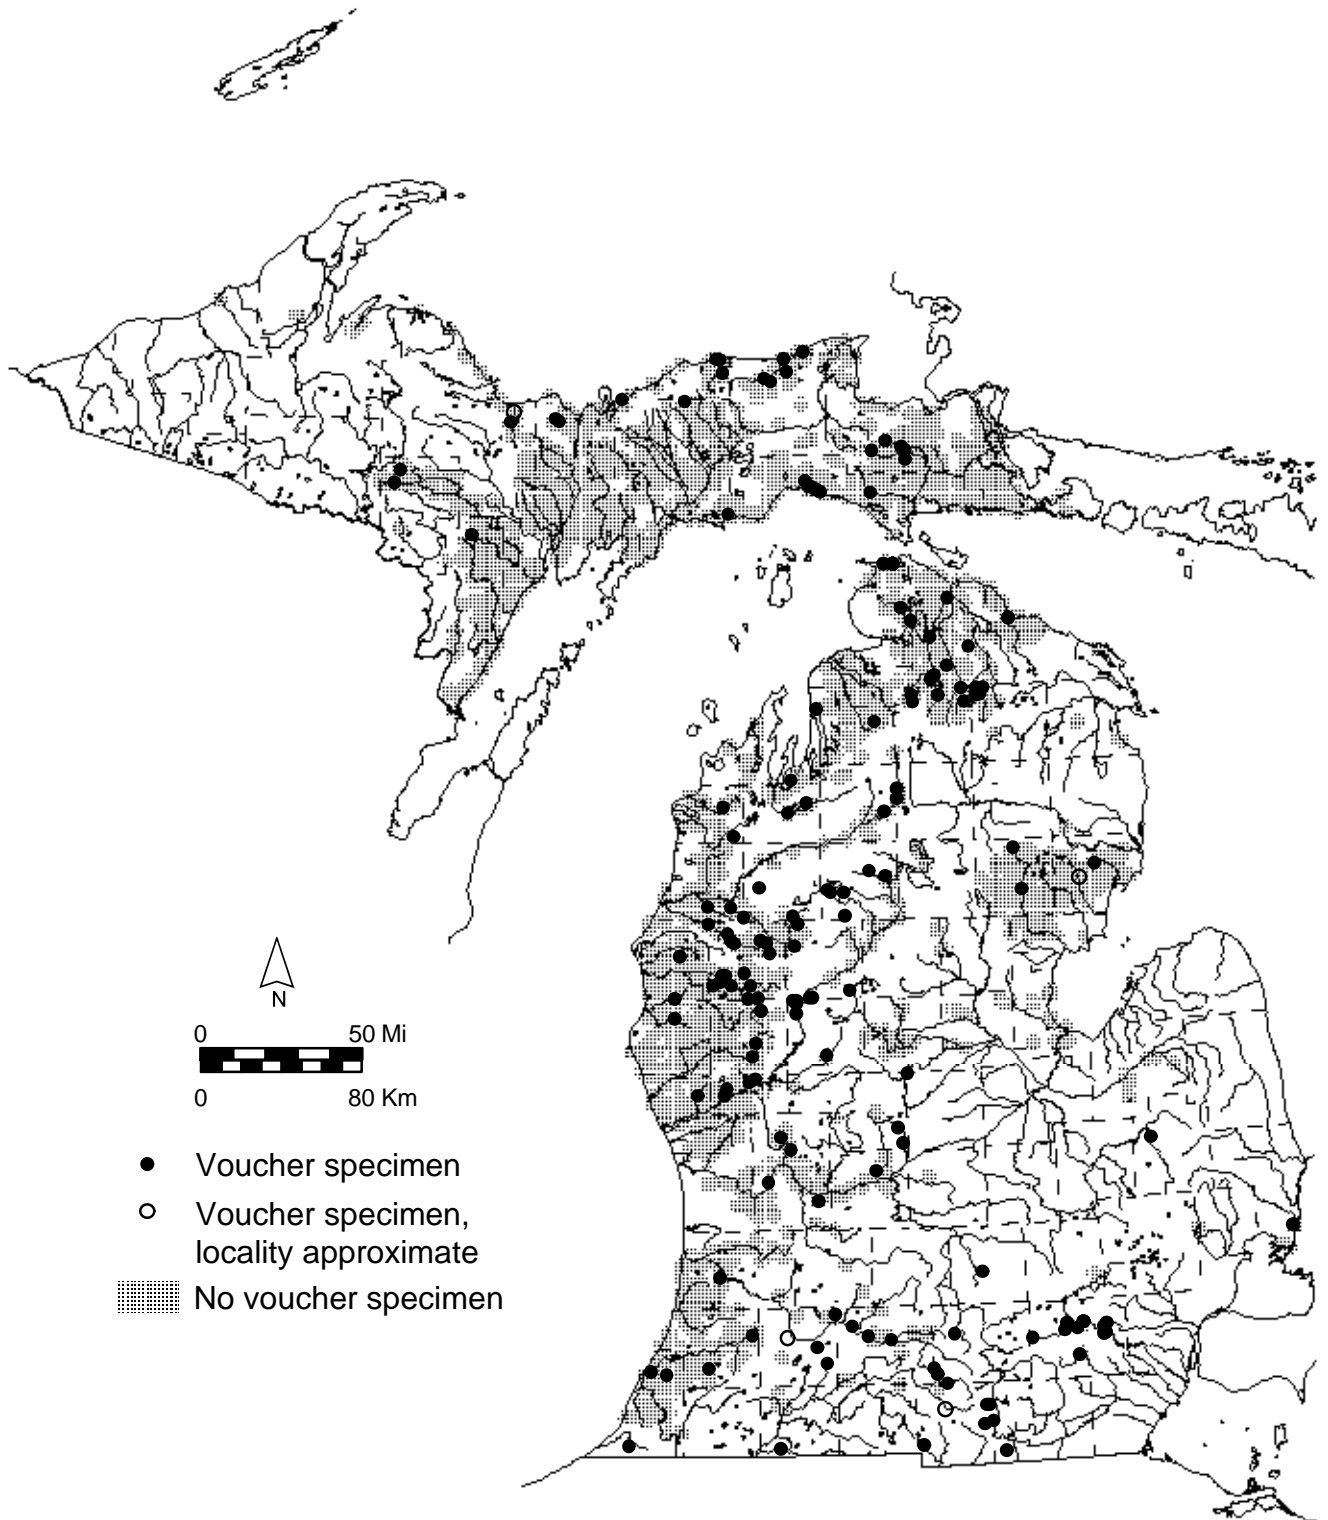 N
0 50 Mi
0 80 Km
Voucher specimen
Voucher specimen,
locality approximate
No voucher specimen